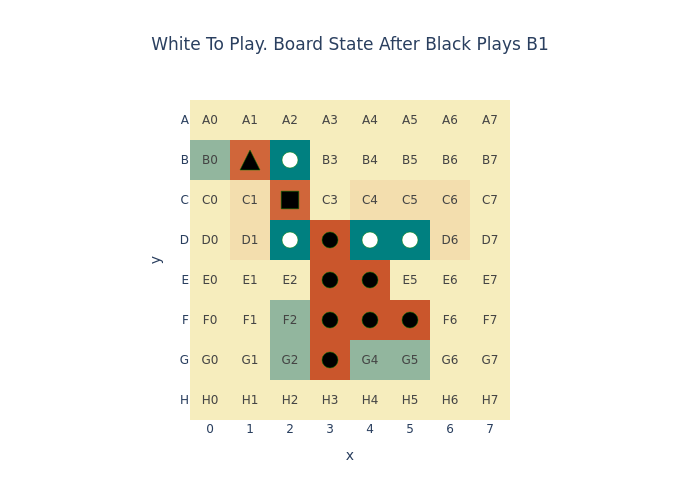 White To Play. Board State After Black Plays B1
A A0 A1 A2 A3 A4 A5 A6 A7
B B0 B3 B4 B5 B6 B7
C C0 C1 C3 C4 C5 C6 C7
D D0 D1 D6 D7
E E0 E1 E2 E5 E6 E7
F F0 F1 F2 F6 F7
G G0 G1 G2 G4 G5 G6 G7
H H0 H1 H2 H3 H4 H5 H6 H7
0 1 2 3 4 5 6 7
x
y